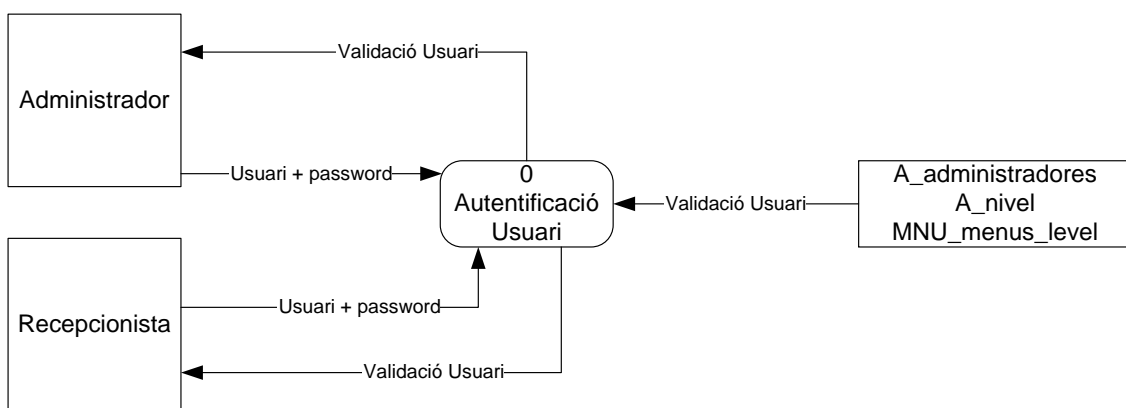 Validació Usuari
Administrador
Usuari + password
0
Autentificació
Usuari
Validació Usuari
A_administradores
A_nivel
MNU_menus_level
Usuari + password
Recepcionista
Validació Usuari